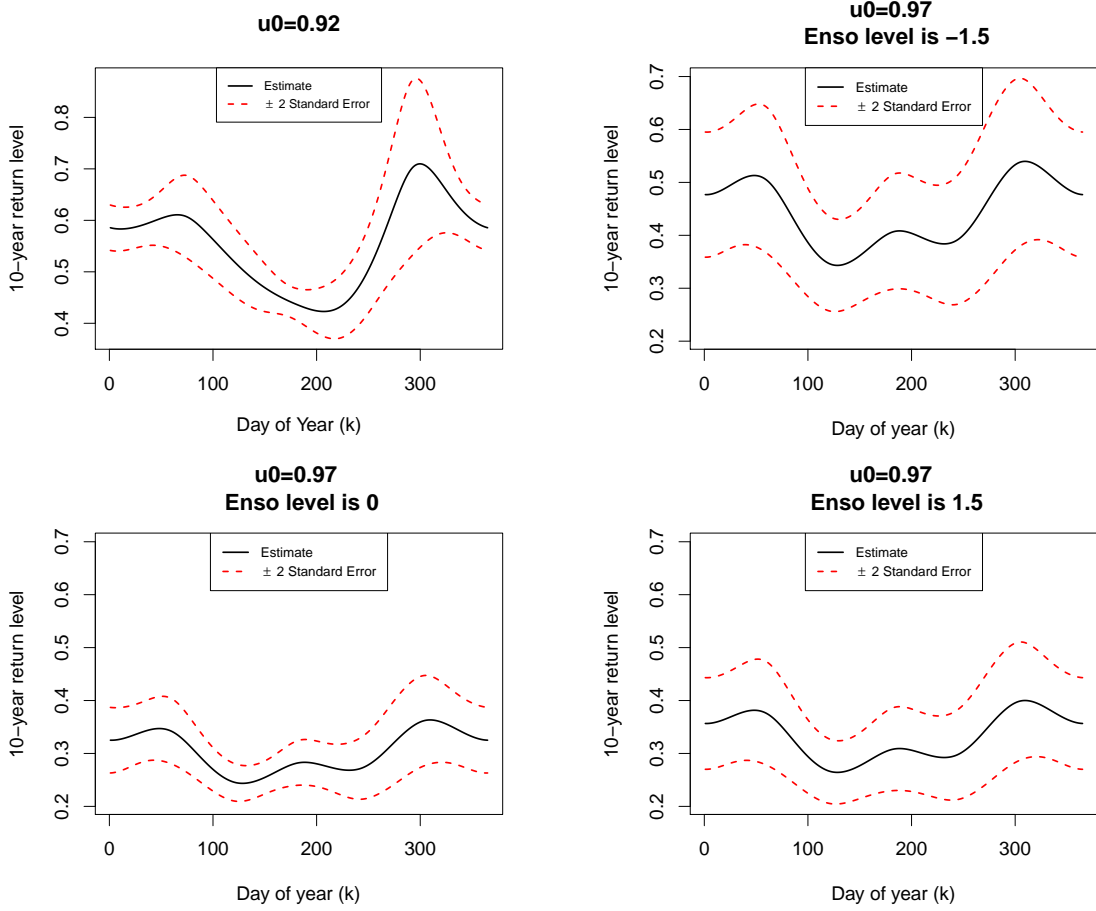 u0=0.92
Estimate
± 2 Standard Error
10−year return level
0.4
0.5
0.6
0.7
0.8
0
100
200
300
Day of Year (k)
u0=0.97
Enso level is −1.5
Estimate
± 2 Standard Error
10−year return level
0.2
0.3
0.4
0.5
0.6
0.7
0
100
200
300
Day of year (k)
u0=0.97
Enso level is 0
Estimate
± 2 Standard Error
10−year return level
0.2
0.3
0.4
0.5
0.6
0.7
0
100
200
300
Day of year (k)
u0=0.97
Enso level is 1.5
Estimate
± 2 Standard Error
10−year return level
0.2
0.3
0.4
0.5
0.6
0.7
0
100
200
300
Day of year (k)